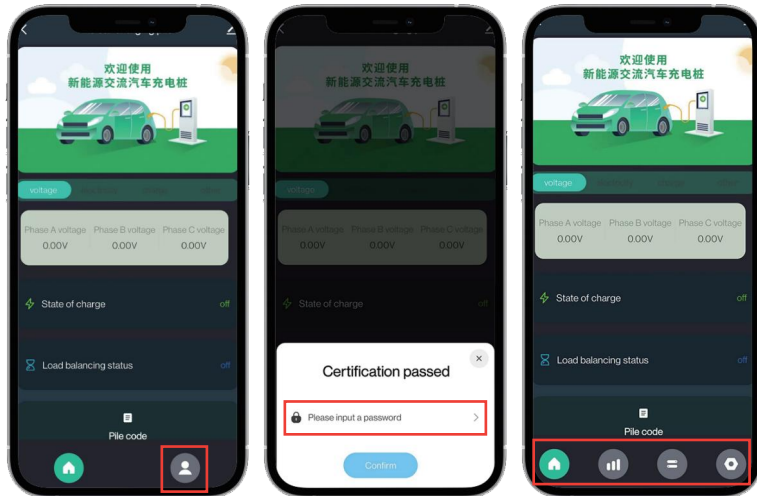 欢迎使用
新能源交流汽车充电桩
voltage
Phase A voltage Phase B voltage Phase C voltage
0.00V 0.00V 0.00V
State of charge off
Load balancing status off
Pile code
欢迎使用
新能源交流汽车充电桩
voltage
Phase A voltage Phase B voltage Phase C voltage
0.00V 0.00V 0.00V
State of charge off
Certification passed
Please input a password
Confirm
欢迎使用
新能源交流汽车充电桩
voltage
Phase A voltage Phase B voltage Phase C voltage
0.00V 0.00V 0.00V
State of charge off
Load balancing status off
Pile code